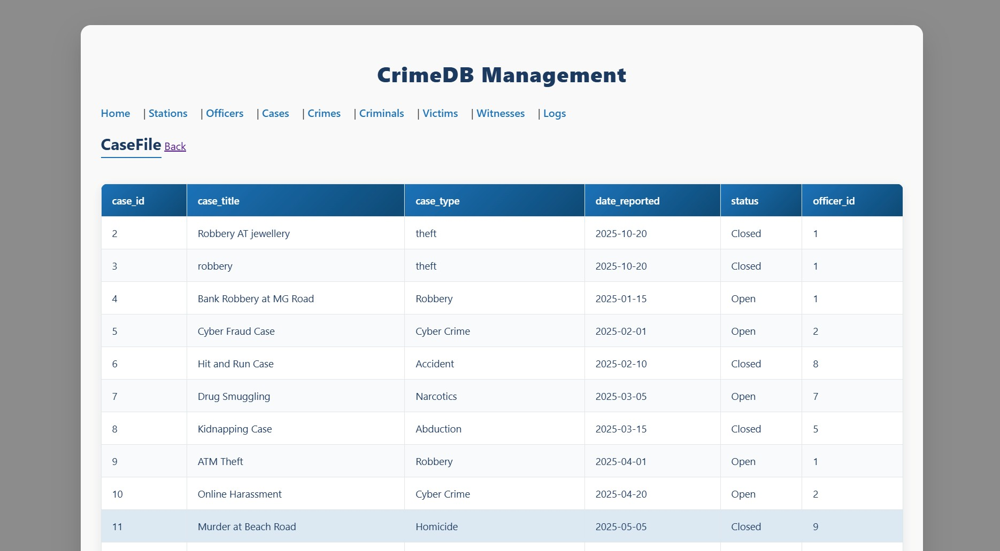 CrimeDB Management
Home | Stations | Officers | Cases | Crimes | Criminals | Victims | Witnesses | Logs
CaseFile Back
case_id case_title case_type date_reported status officer_id
2 Robbery AT jewellery theft 2025-10-20 Closed 1
3 robbery theft 2025-10-20 Closed 1
4 Bank Robbery at MG Road Robbery 2025-01-15 Open 1
5 Cyber Fraud Case Cyber Crime 2025-02-01 Open 2
6 Hit and Run Case Accident 2025-02-10 Closed 8
7 Drug Smuggling Narcotics 2025-03-05 Open 7
8 Kidnapping Case Abduction 2025-03-15 Closed 5
9 ATM Theft Robbery 2025-04-01 Open 1
10 Online Harassment Cyber Crime 2025-04-20 Open 2
11 Murder at Beach Road Homicide 2025-05-05 Closed 9